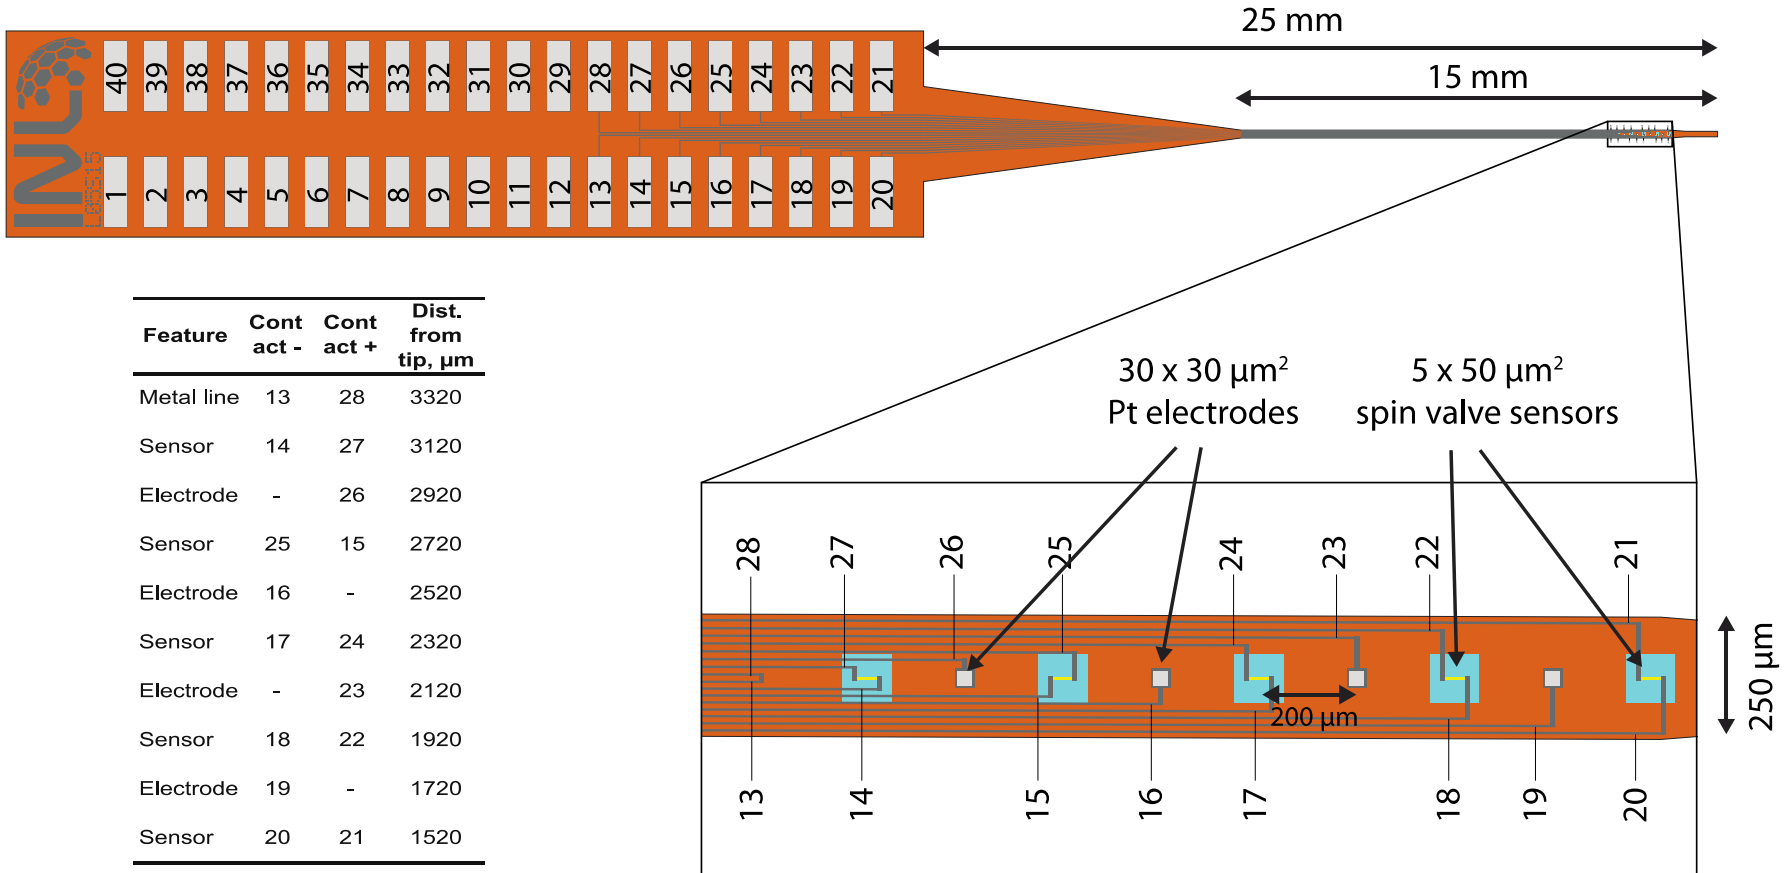 25 mm
15 mm
40 39 38 37 36 35 34 33 32 31 30 29 28 27 26 25 24 23 22 21
INL
1 2 3 4 5 6 7 8 9 10 11 12 13 14 15 16 17 18 19 20
Feature Cont act - Cont act + Dist. from tip, µm
Metal line 13 28 3320
Sensor 14 27 3120
Electrode - 26 2920
Sensor 25 15 2720
Electrode 16 - 2520
Sensor 17 24 2320
Electrode - 23 2120
Sensor 18 22 1920
Electrode 19 - 1720
Sensor 20 21 1520
30 x 30 µm²
Pt electrodes
5 x 50 µm²
spin valve sensors
28 27 26 25 24 23 22 21
200 µm
250 µm
13 14 15 16 17 18 19 20